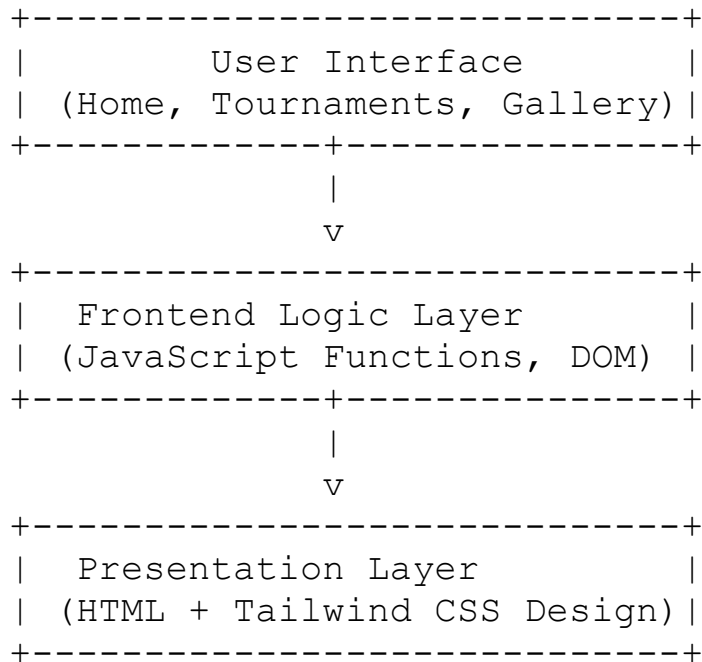 +-----------------------------+
|        User Interface       |
| (Home, Tournaments, Gallery)|
+-------------+---------------+
              |
              v
+-----------------------------+
|  Frontend Logic Layer       |
| (JavaScript Functions, DOM) |
+-------------+---------------+
              |
              v
+-----------------------------+
|  Presentation Layer         |
| (HTML + Tailwind CSS Design)|
+-----------------------------+